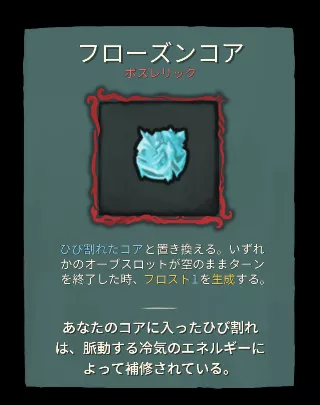 フローズンコア
ボスレリック
ひび割れたコアと置き換える。いずれ
かのオーブスロットが空のままターン
を終了した時、フロスト1を生成する。
あなたのコアに入ったひび割れ
は、脈動する冷気のエネルギーに
よって補修されている。